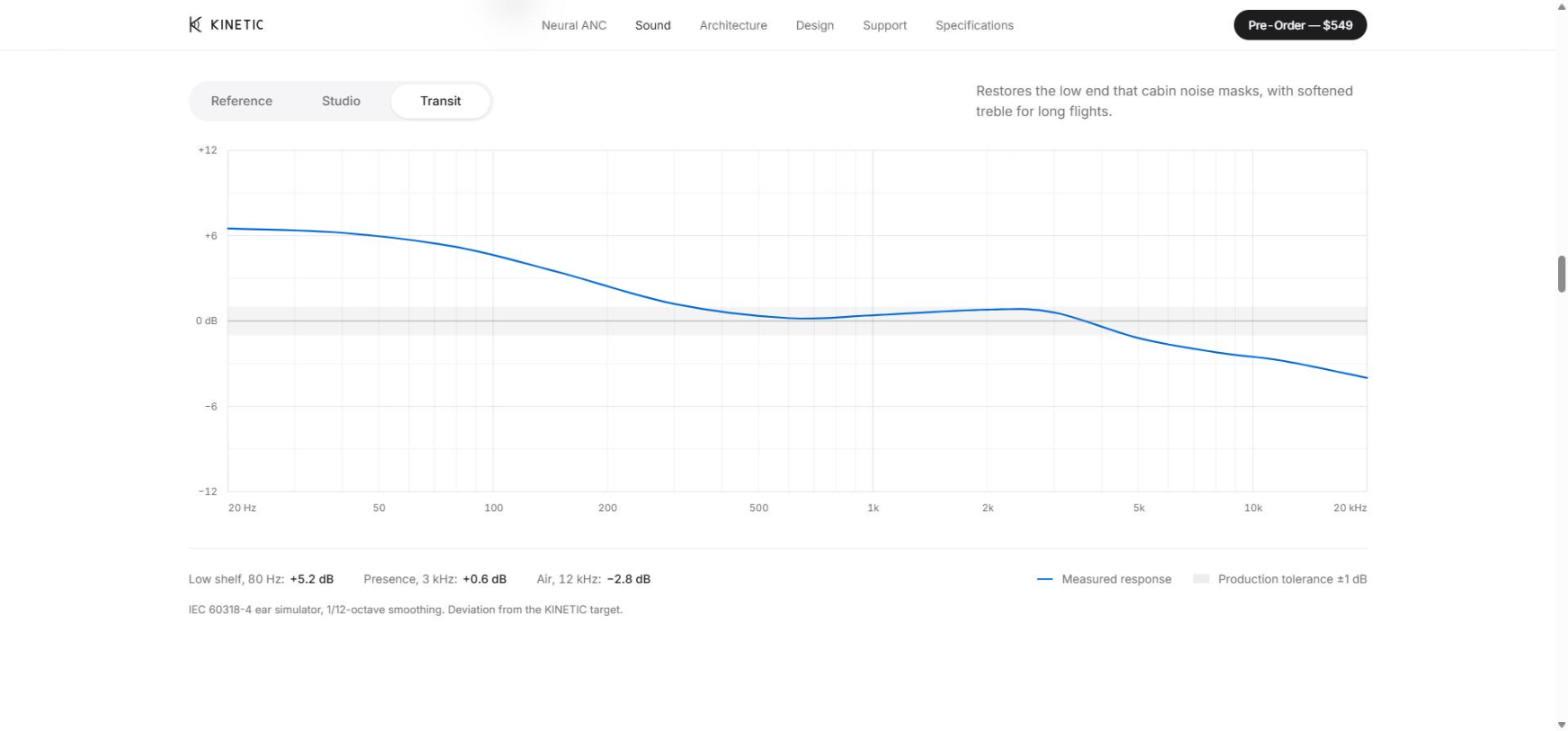 KINETIC
Neural ANC Sound Architecture Design Support Specifications
Pre-Order — $549
Reference Studio Transit
Restores the low end that cabin noise masks, with softened
treble for long flights.
+12
+6
0 dB
−6
−12
20 Hz 50 100 200 500 1k 2k 5k 10k 20 kHz
Low shelf, 80 Hz: +5.2 dB Presence, 3 kHz: +0.6 dB Air, 12 kHz: −2.8 dB
Measured response Production tolerance ±1 dB
IEC 60318-4 ear simulator, 1/12-octave smoothing. Deviation from the KINETIC target.